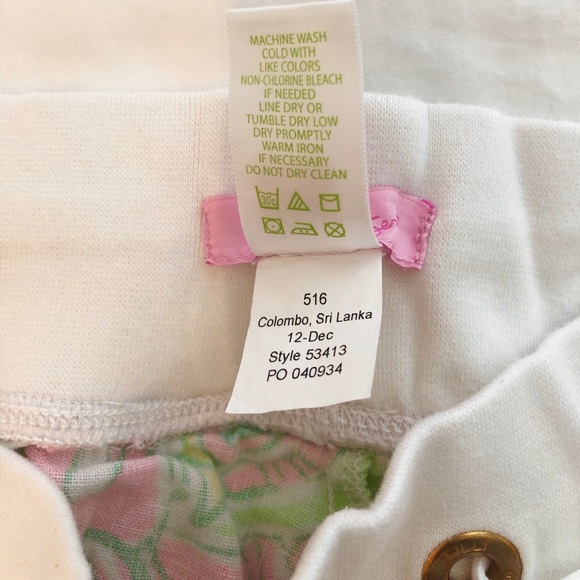 MACHINE WASH
COLD WITH
LIKE COLORS
NON-CHLORINE BLEACH
IF NEEDED
LINE DRY OR
TUMBLE DRY LOW
DRY PROMPTLY
WARM IRON
IF NECESSARY
DO NOT DRY CLEAN
30c
516
Colombo, Sri Lanka
12-Dec
Style 53413
PO 040934